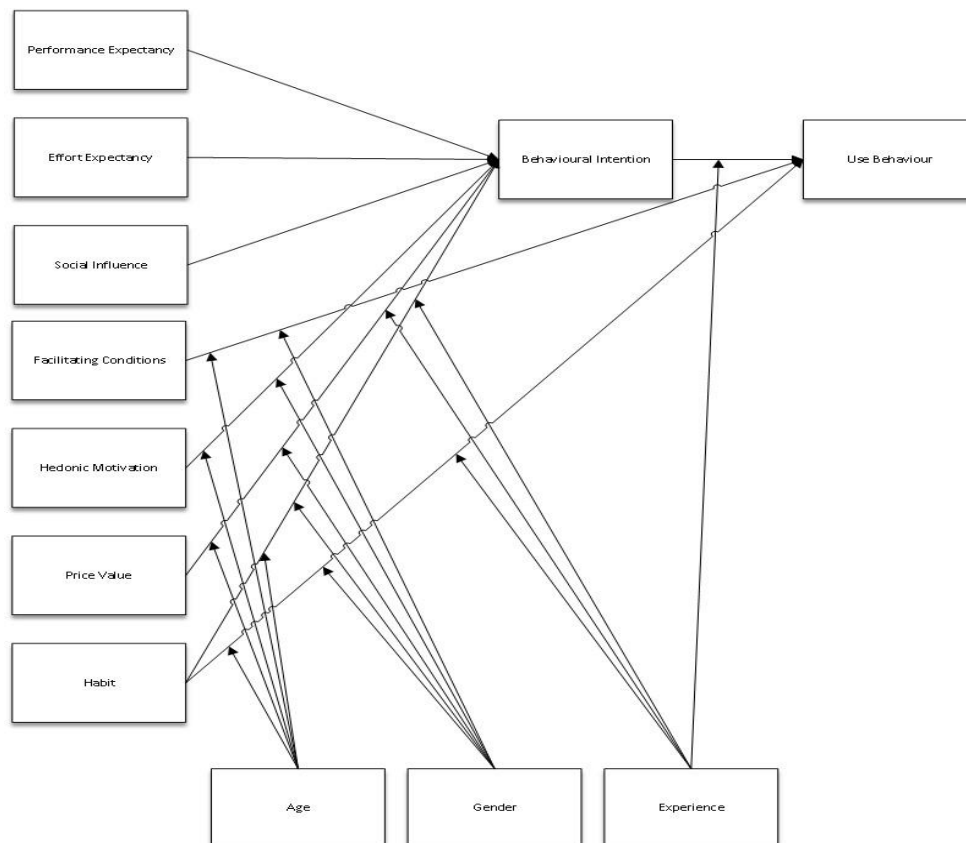 Performance Expectancy
Effort Expectancy
Behavioural Intention
Use Behaviour
Social Influence
Facilitating Conditions
Hedonic Motivation
Price Value
Habit
Age
Gender
Experience